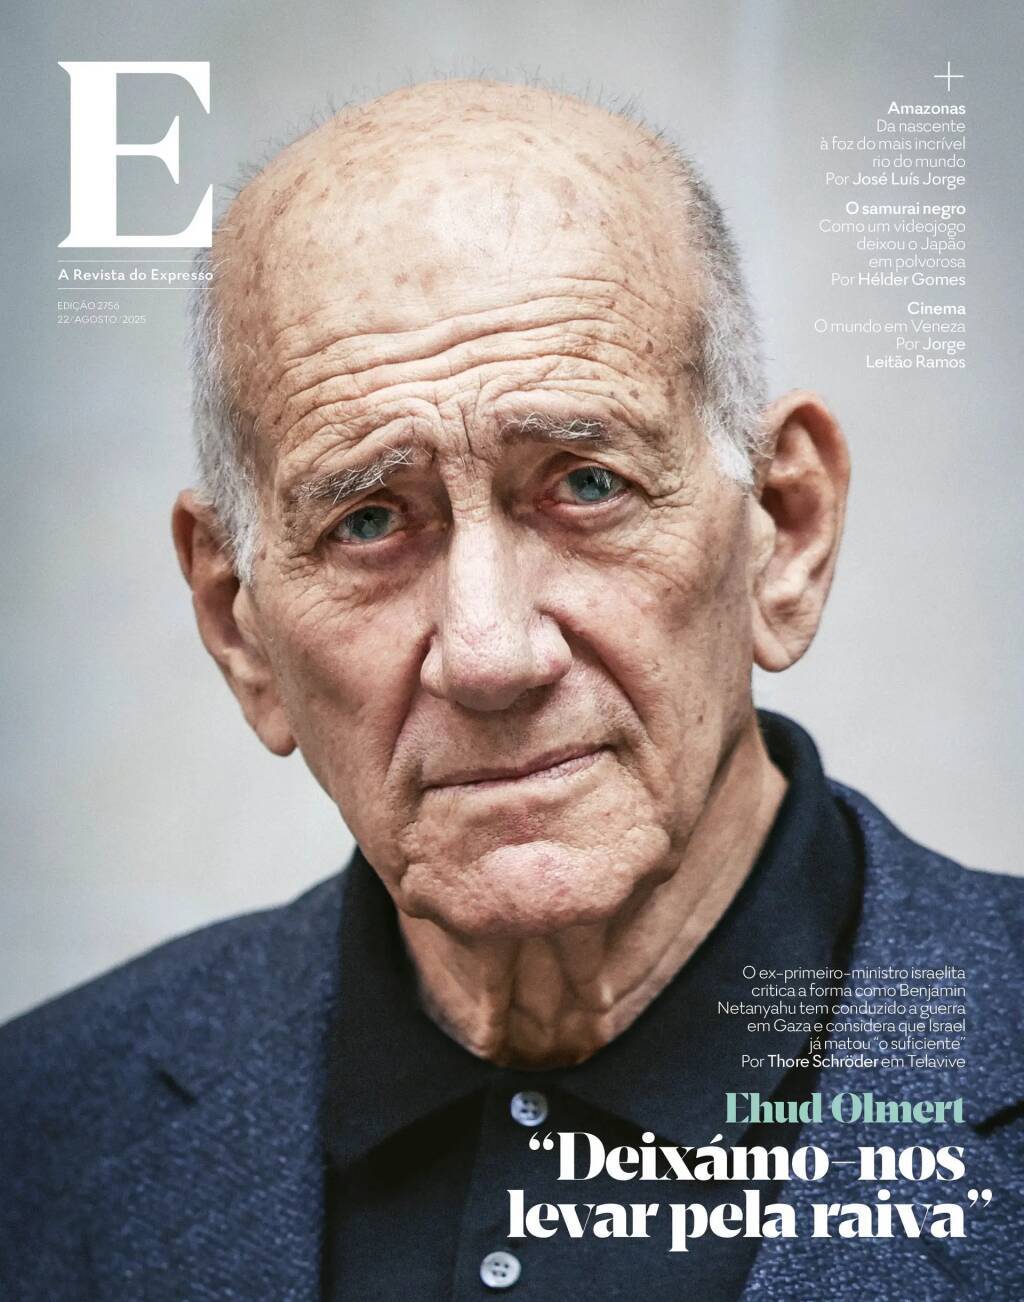 E
A Revista do Expresso
EDIÇÃO 2756
22/AGOSTO/2025
+
Amazonas
Da nascente
à foz do mais incrível
rio do mundo
Por José Luís Jorge
O samurai negro
Como um videojogo
deixou o Japão
em polvorosa
Por Hélder Gomes
Cinema
O mundo em Veneza
Por Jorge
Leitão Ramos
O ex-primeiro-ministro israelita
critica a forma como Benjamin
Netanyahu tem conduzido a guerra
em Gaza e considera que Israel
já matou “o suficiente”
Por Thore Schröder em Telavive
Ehud Olmert
“Deixámo-nos
levar pela raiva”